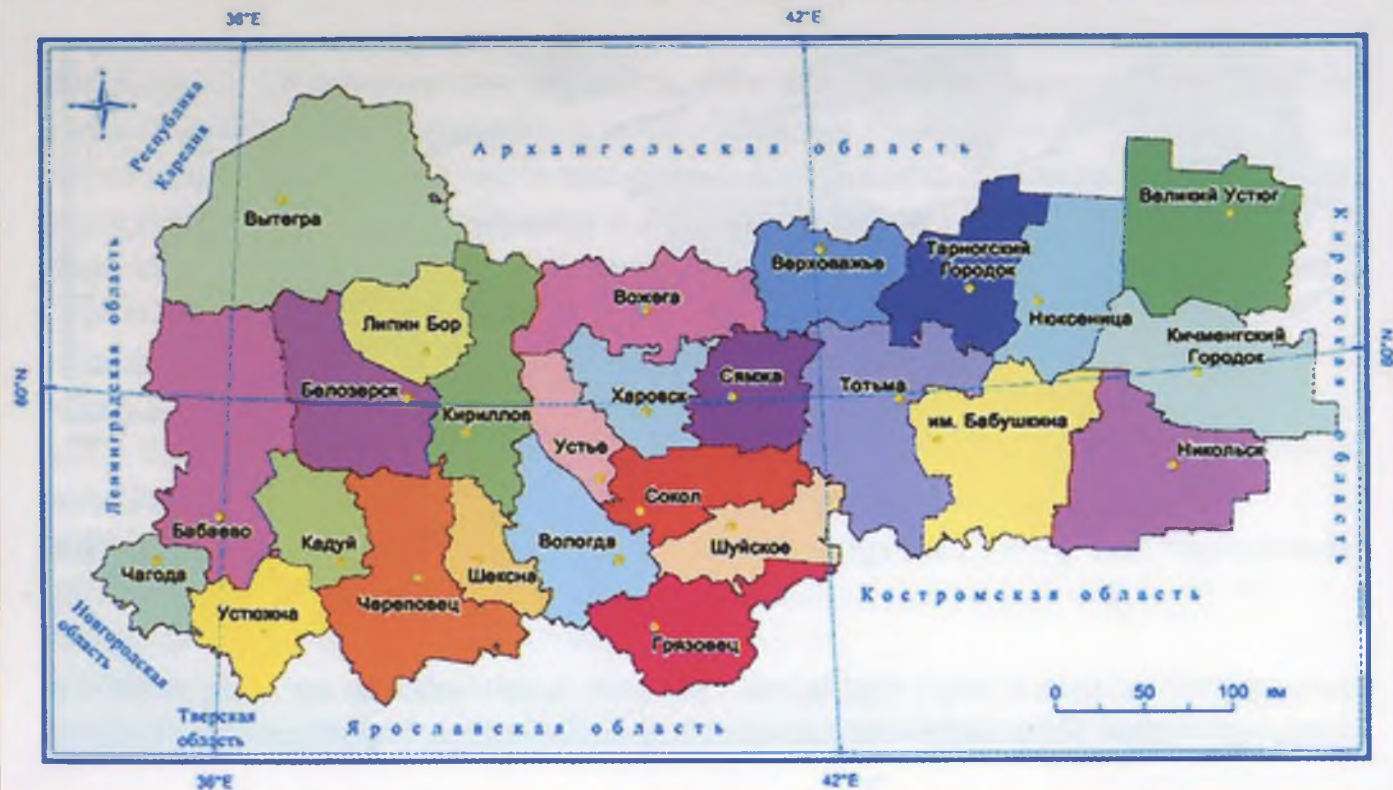 36°E
42°E
Республика
Карелия
Архангельская область
Великий Устюг
Вытегра
Тарногский
Городок
Верховажье
Кировская область
Ленинградская область
Вожега
Липин Бор
Нюксеница
Кичменгский
Городок
60°N
60°N
Белозерск
Сямжа
Тотьма
Харовск
Кириллов
им. Бабушкина
Устье
Никольск
Сокол
Бабаево
Кадуй
Вологда
Шуйское
Чагода
Шексна
Череповец
Устюжна
Костромская область
Новгородская
область
Грязовец
0 50 100 км
Тверская
область
Ярославская область
36°E
42°E